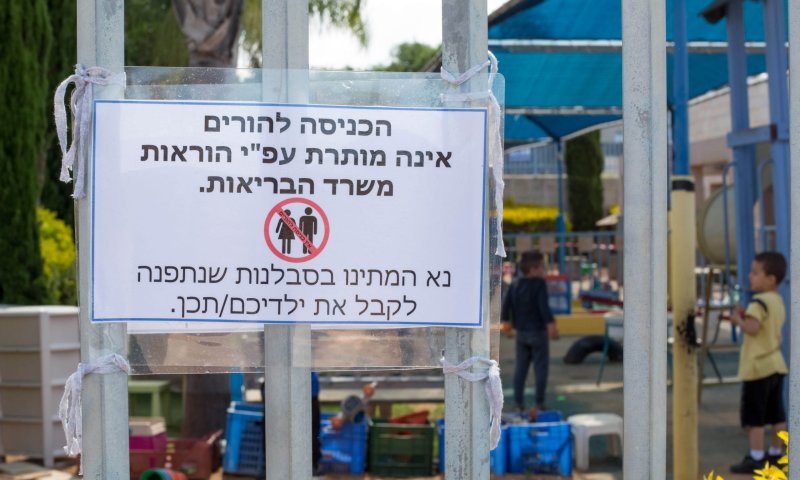 הכניסה להורים
אינה מותרת עפ"י הוראות
משרד הבריאות.
נא המתינו בסבלנות שנתפנה
לקבל את ילדיכם/תכן.